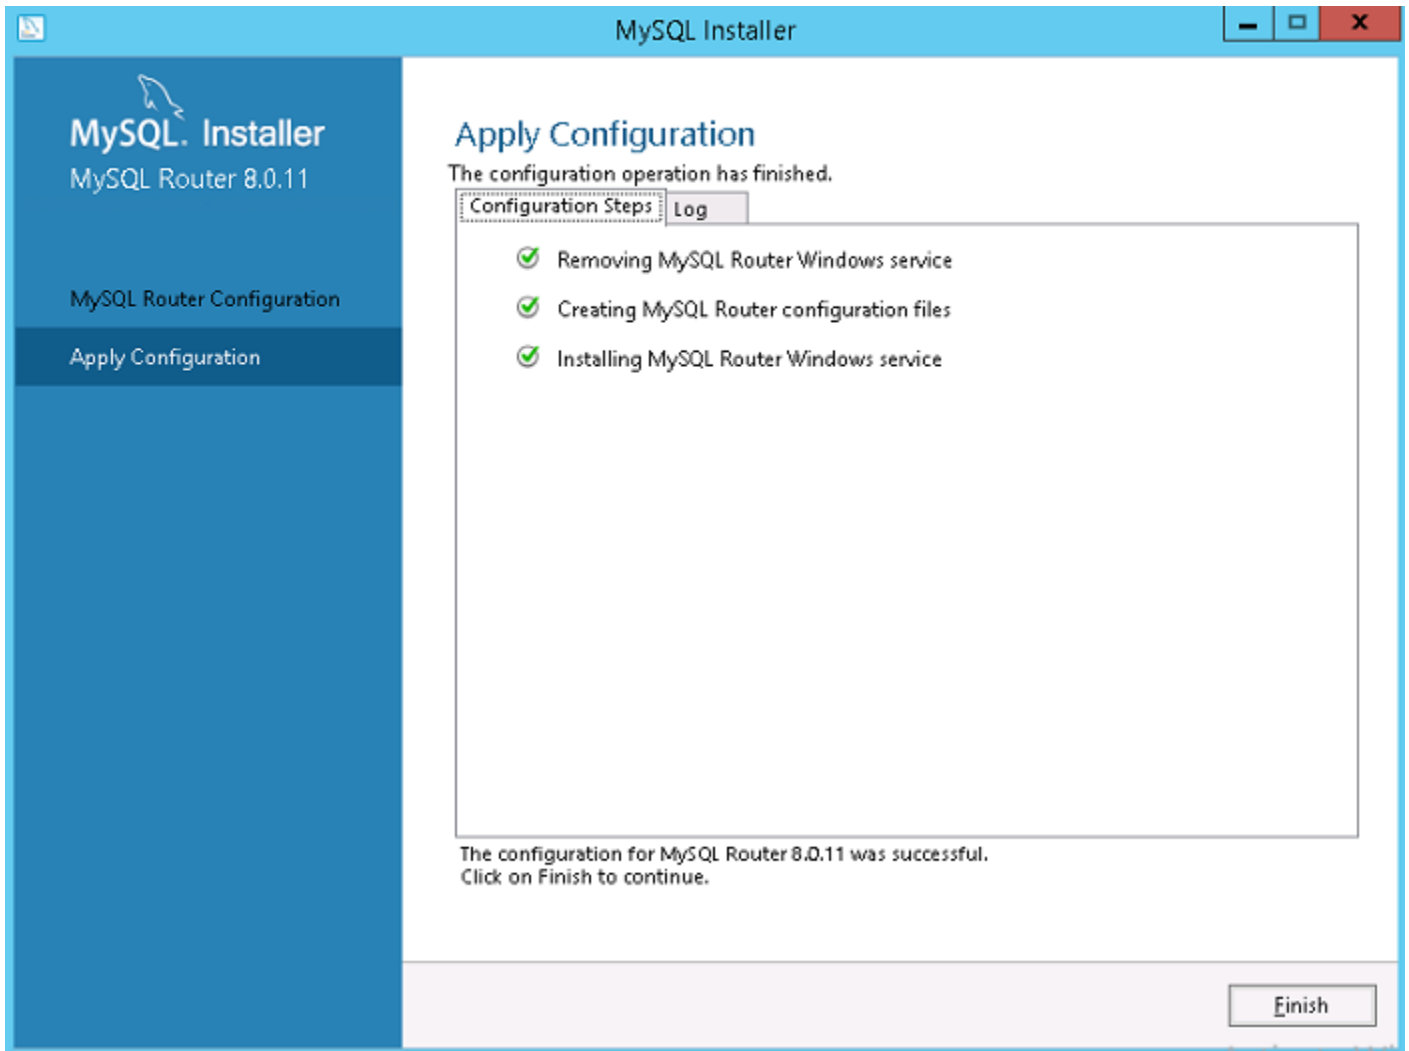 MySQL Installer
MySQL. Installer
MySQL Router 8.0.11
MySQL Router Configuration
Apply Configuration
Apply Configuration
The configuration operation has finished.
Configuration Steps
Log
Removing MySQL Router Windows service
Creating MySQL Router configuration files
Installing MySQL Router Windows service
The configuration for MySQL Router 8.0.11 was successful.
Click on Finish to continue.
Finish